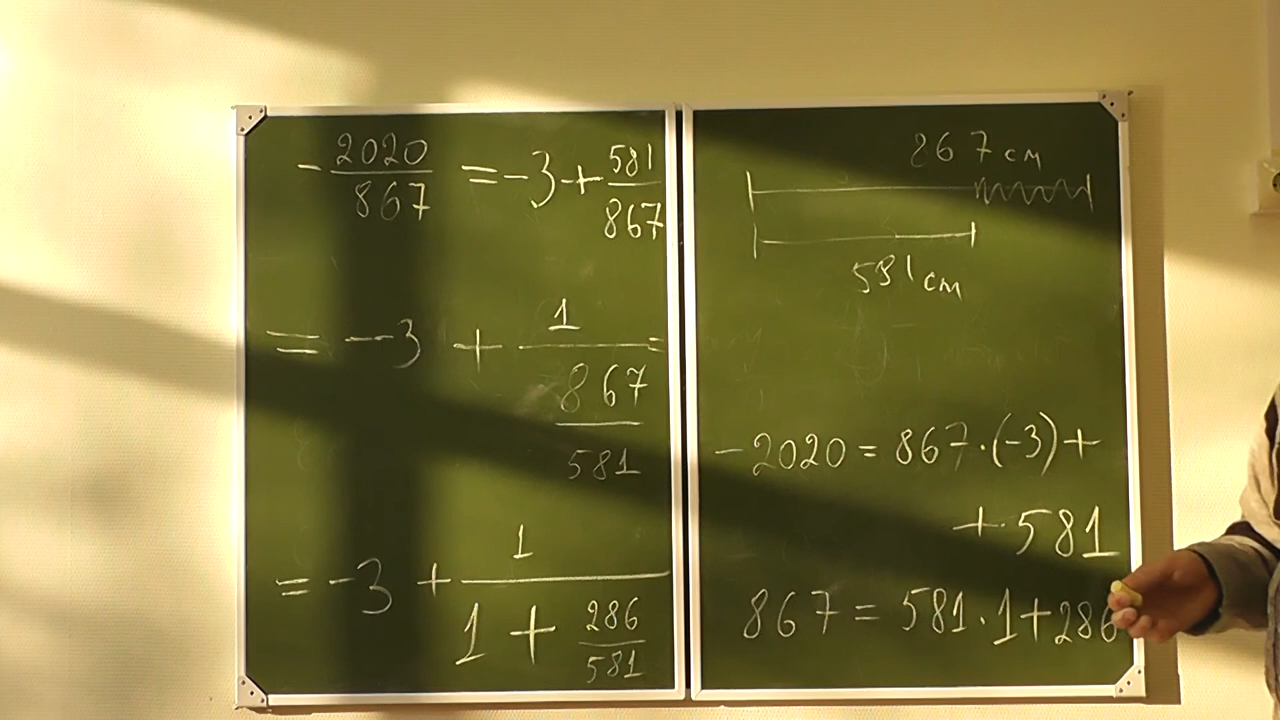 -2020/867 = -3 + 581/867
= -3 + 1/(867/581) =
= -3 + 1/(1 + 286/581)
867 см
581 см
-2020 = 867·(-3)+
+581
867 = 581·1+286